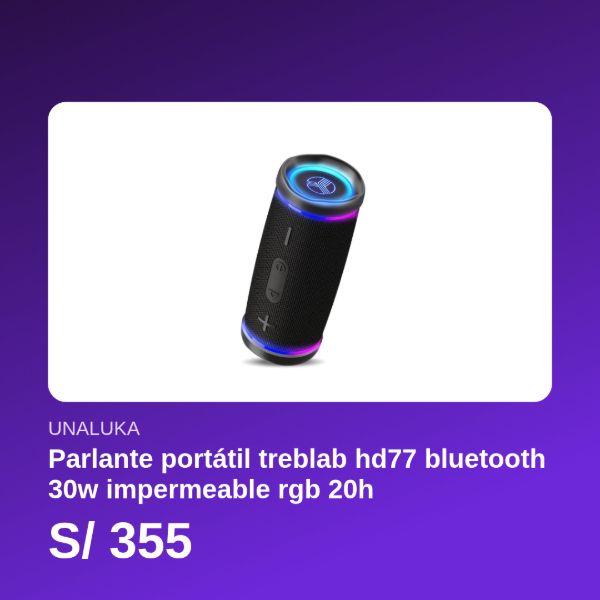 UNALUKA
Parlante portátil treblab hd77 bluetooth
30w impermeable rgb 20h
S/ 355